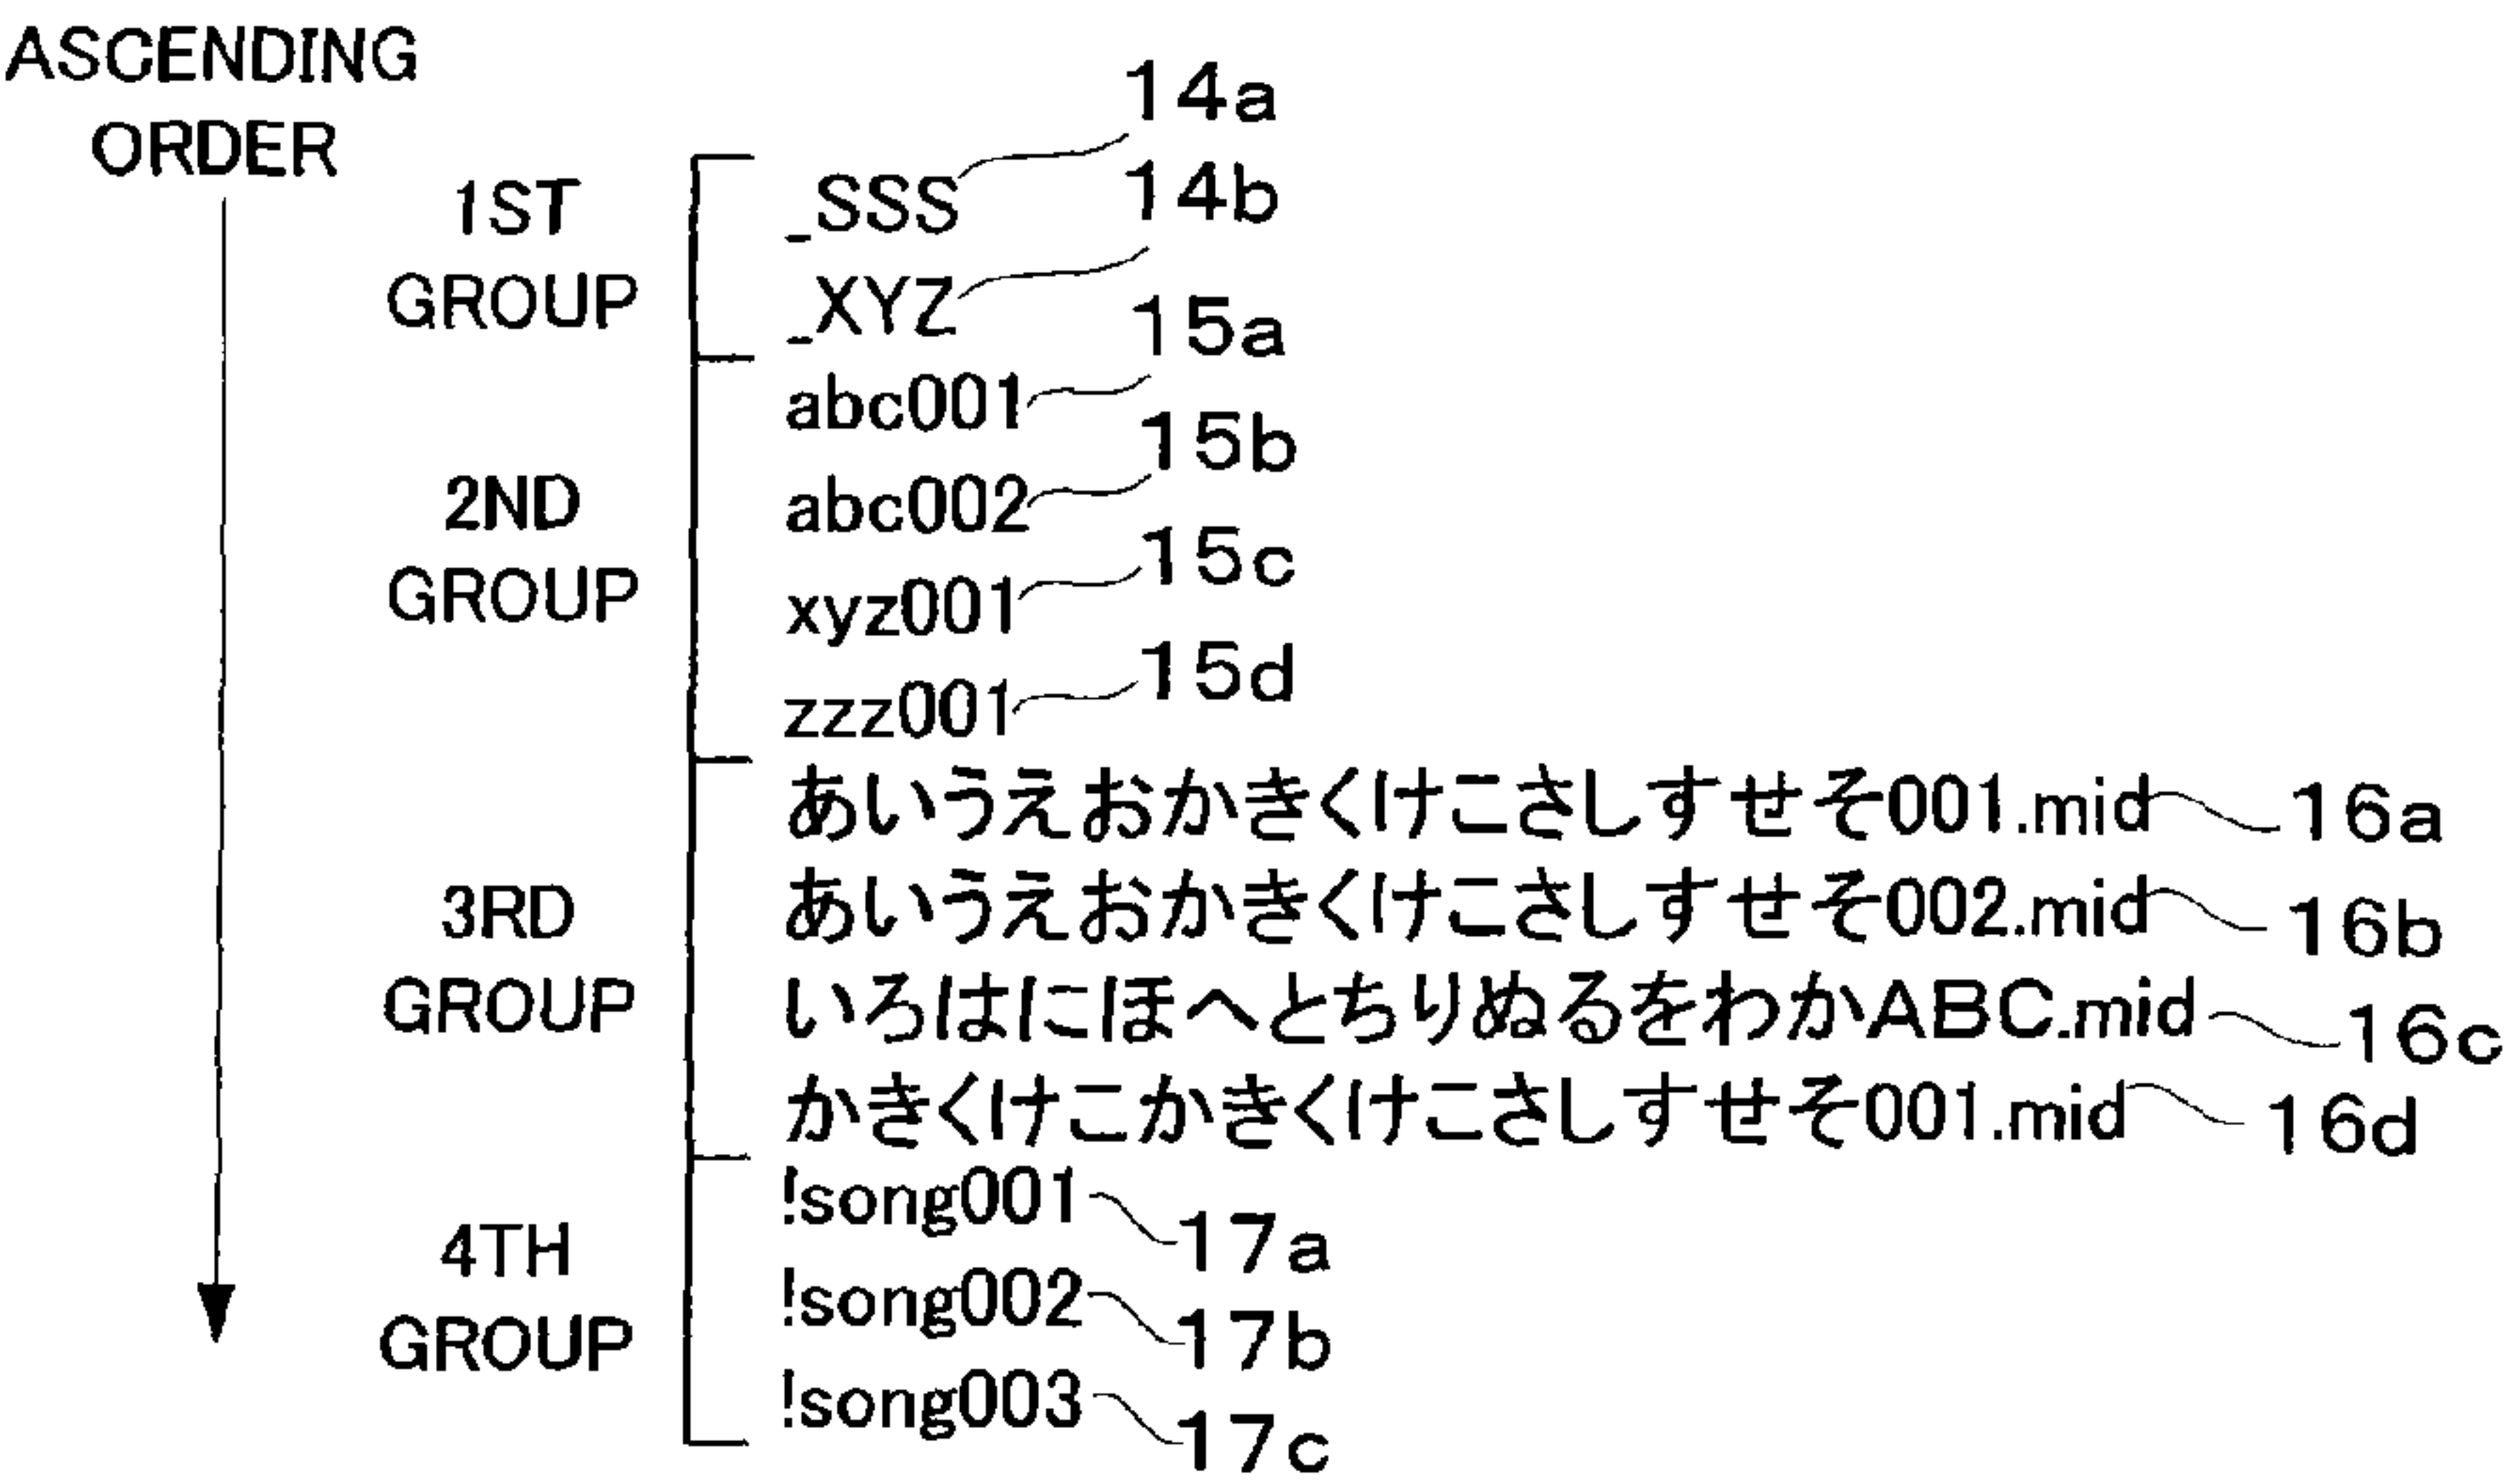 ASCENDING
ORDER
1ST
GROUP
_SSS 14a
_XYZ 14b
2ND
GROUP
abc001 15a
abc002 15b
xyz001 15c
zzz001 15d
3RD
GROUP
あいうえおかきくけこさしすせそ001.mid 16a
あいうえおかきくけこさしすせそ002.mid 16b
いろはにほへとちりぬるをわかABC.mid 16c
かきくけこかきくけこさしすせそ001.mid 16d
4TH
GROUP
!song001 17a
!song002 17b
!song003 17c